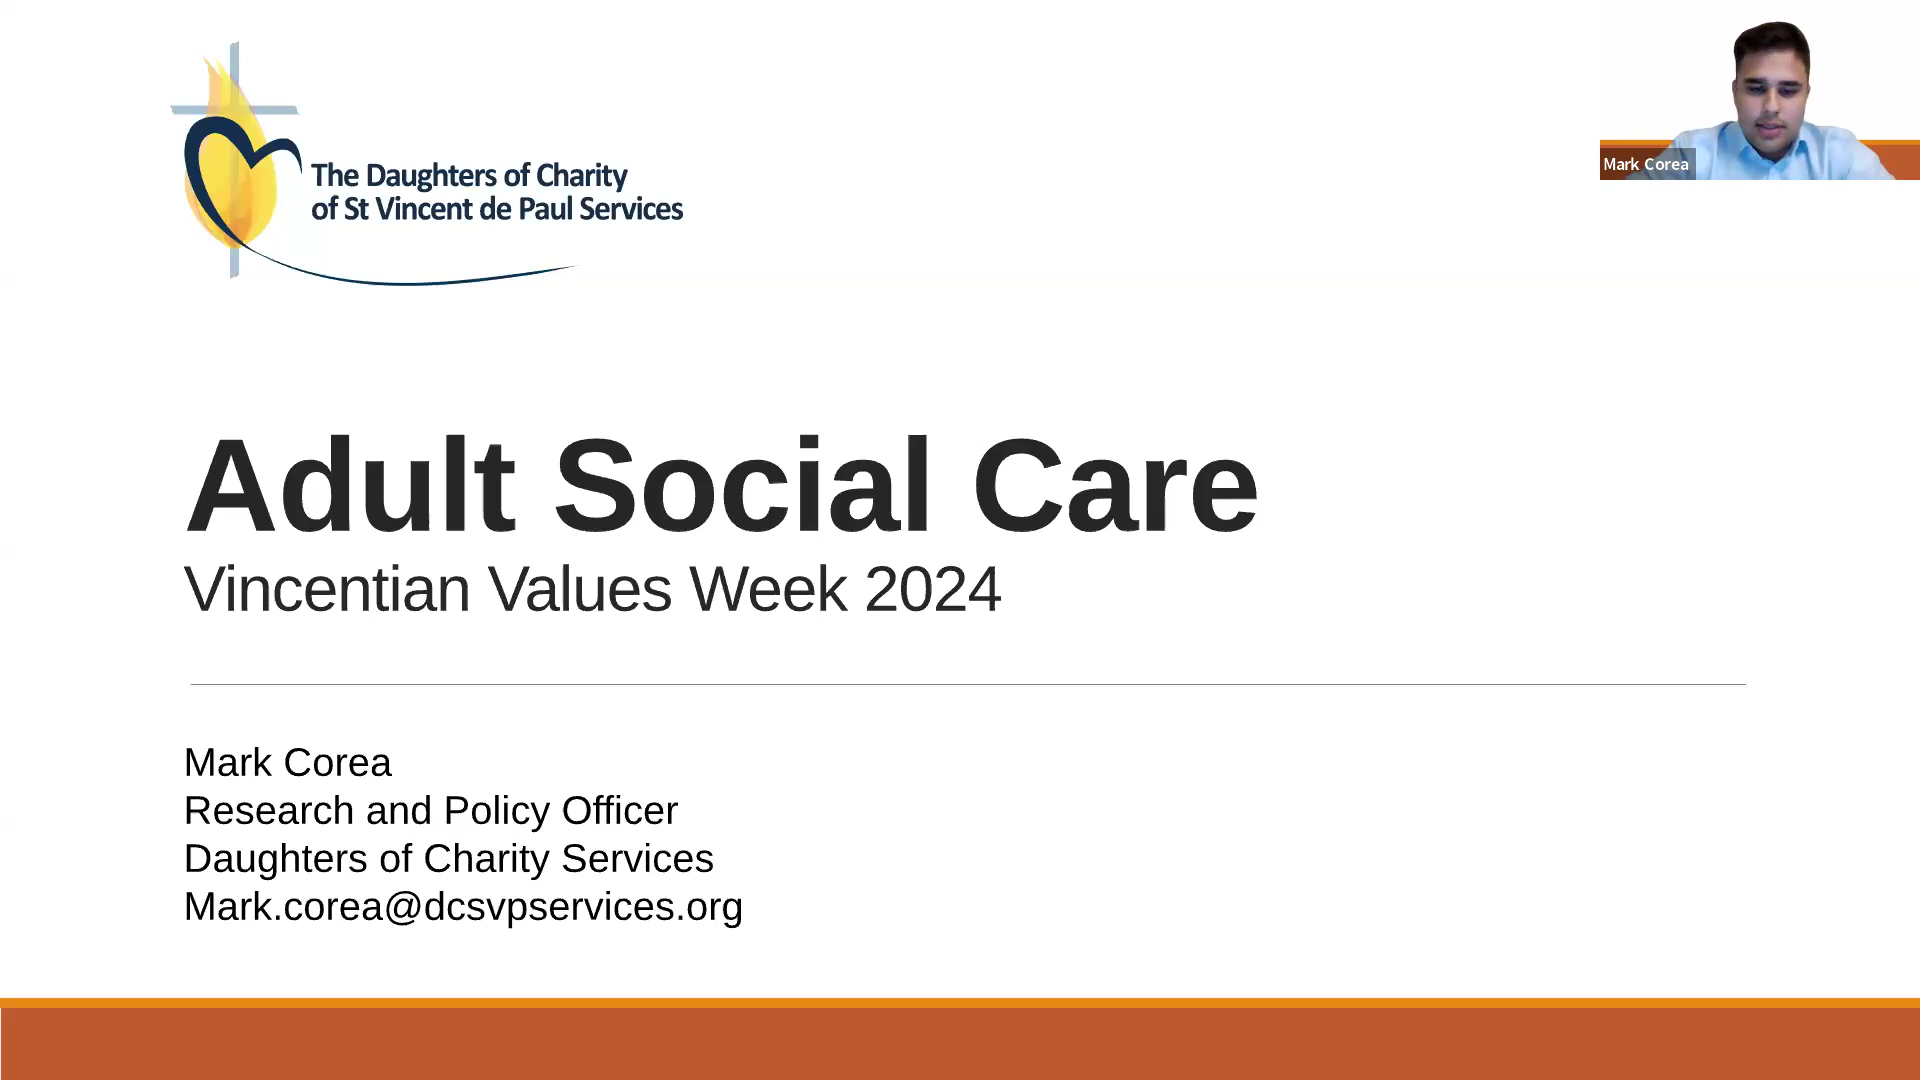 The Daughters of Charity
of St Vincent de Paul Services
Mark Corea
Adult Social Care
Vincentian Values Week 2024
Mark Corea
Research and Policy Officer
Daughters of Charity Services
Mark.corea@dcsvpservices.org